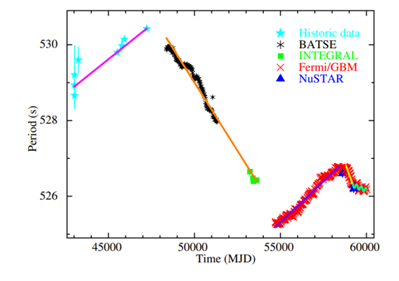 530
528
526
Period (s)
Historic data
BATSE
INTEGRAL
Fermi/GBM
NuSTAR
45000
50000
55000
60000
Time (MJD)